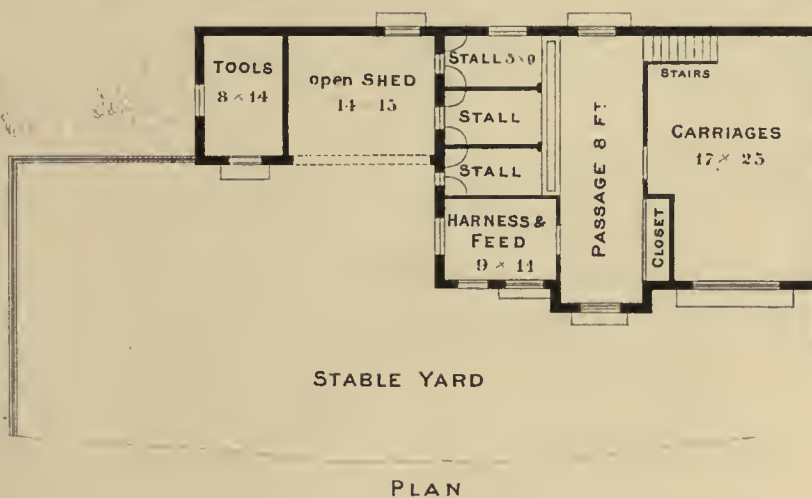 TOOLS
8 × 14
open SHED
14 - 15
STALL 5 × 9
STALL
STALL
HARNESS &
FEED
9 × 11
PASSAGE 8 FT.
STAIRS
CARRIAGES
17 × 25
CLOSET
STABLE YARD
PLAN